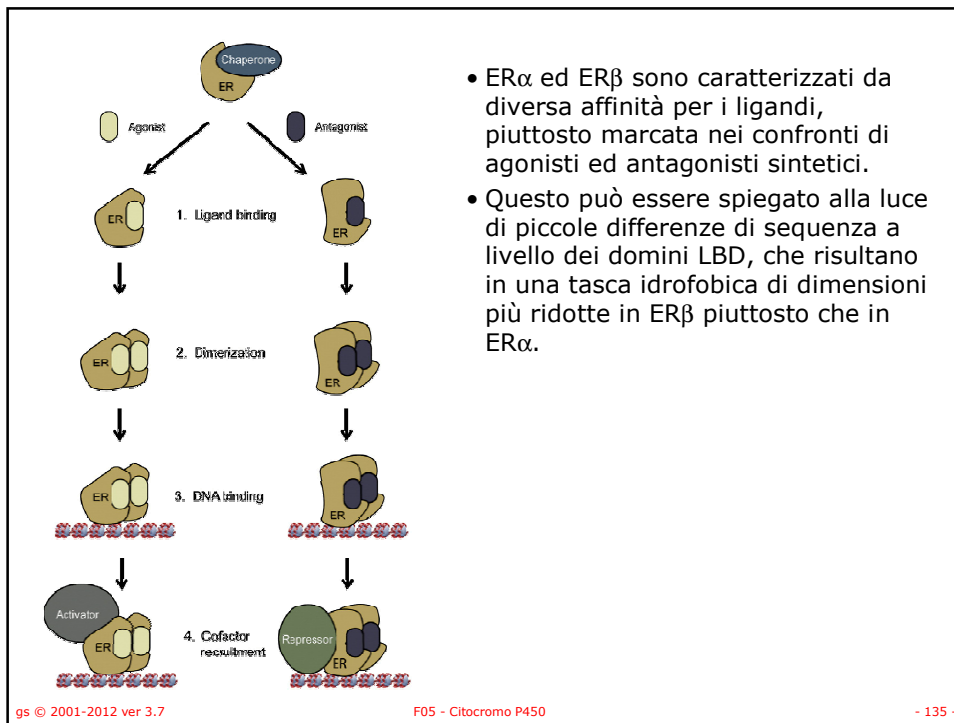 Chaperone
ER
Agonist
Antagonist
ER
1. Ligand binding
ER
ER
2. Dimerization
ER
ER
3. DNA binding
ER
Activator
ER
4. Cofactor
recruitment
Repressor
ER
• ERα ed ERβ sono caratterizzati da
diversa affinità per i ligandi,
piuttosto marcata nei confronti di
agonisti ed antagonisti sintetici.
• Questo può essere spiegato alla luce
di piccole differenze di sequenza a
livello dei domini LBD, che risultano
in una tasca idrofobica di dimensioni
più ridotte in ERβ piuttosto che in
ERα.
gs © 2001-2012 ver 3.7
F05 - Citocromo P450
- 135 -